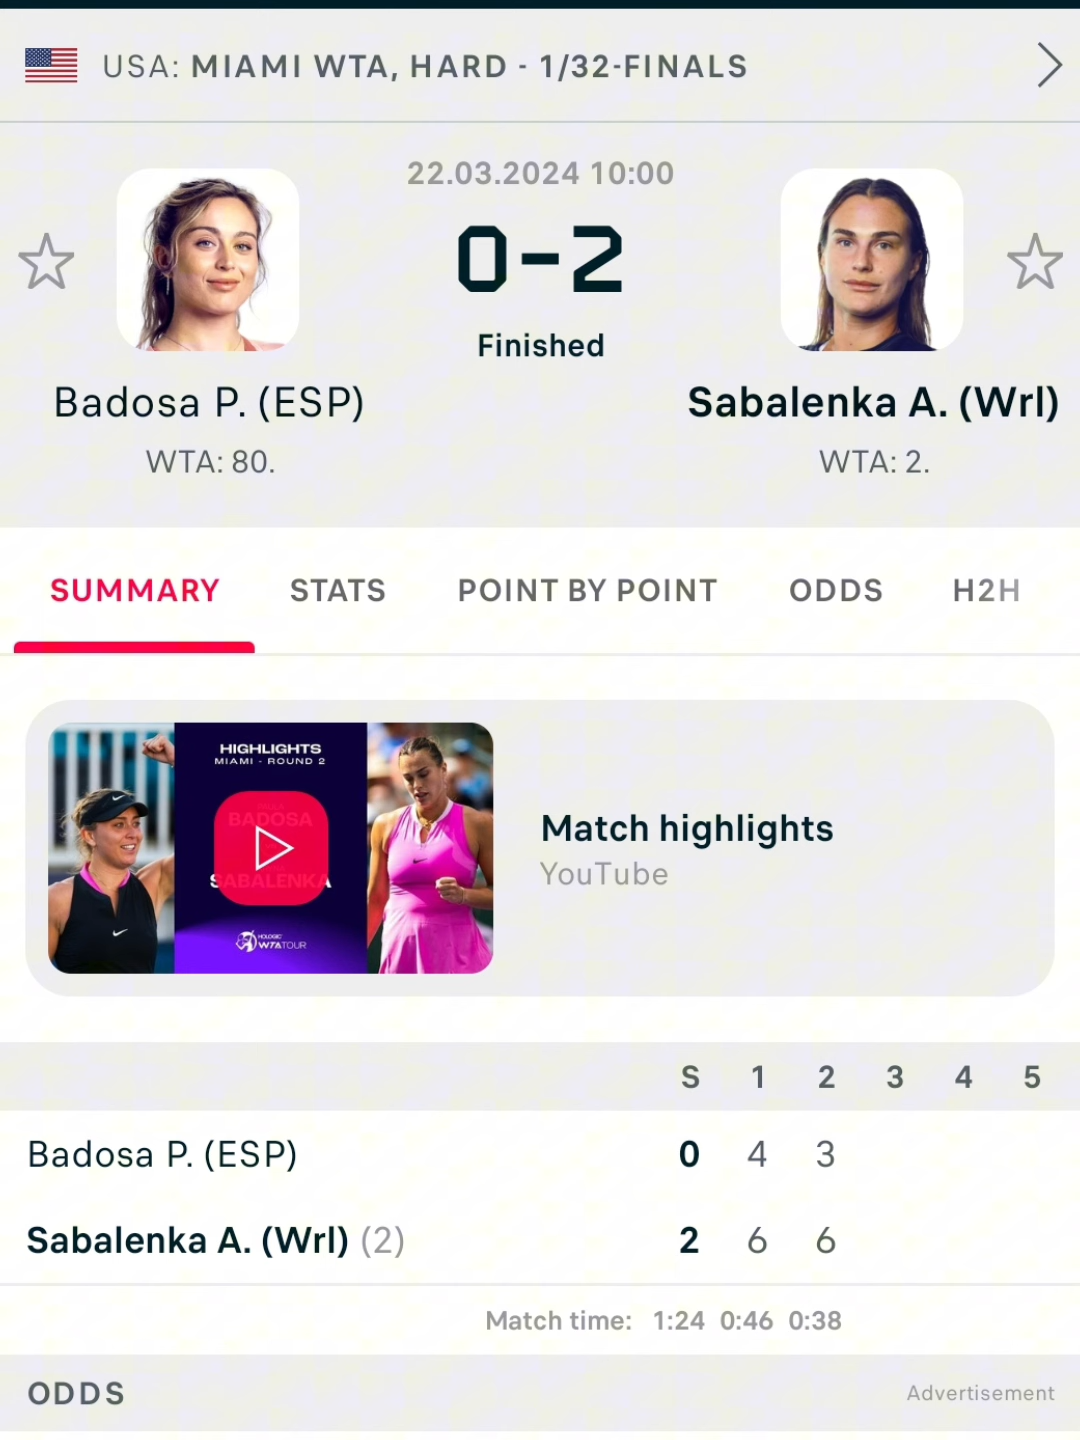 USA: MIAMI WTA, HARD - 1/32-FINALS
22.03.2024 10:00
0-2
Finished
Badosa P. (ESP)
WTA: 80.
Sabalenka A. (Wrl)
WTA: 2.
SUMMARY STATS POINT BY POINT ODDS H2H
HIGHLIGHTS
MIAMI - ROUND 2
BADOSA
SABALENKA
HOLOGIC
WTATOUR
Match highlights
YouTube
S 1 2 3 4 5
Badosa P. (ESP) 0 4 3
Sabalenka A. (Wrl) (2) 2 6 6
Match time: 1:24 0:46 0:38
ODDS Advertisement